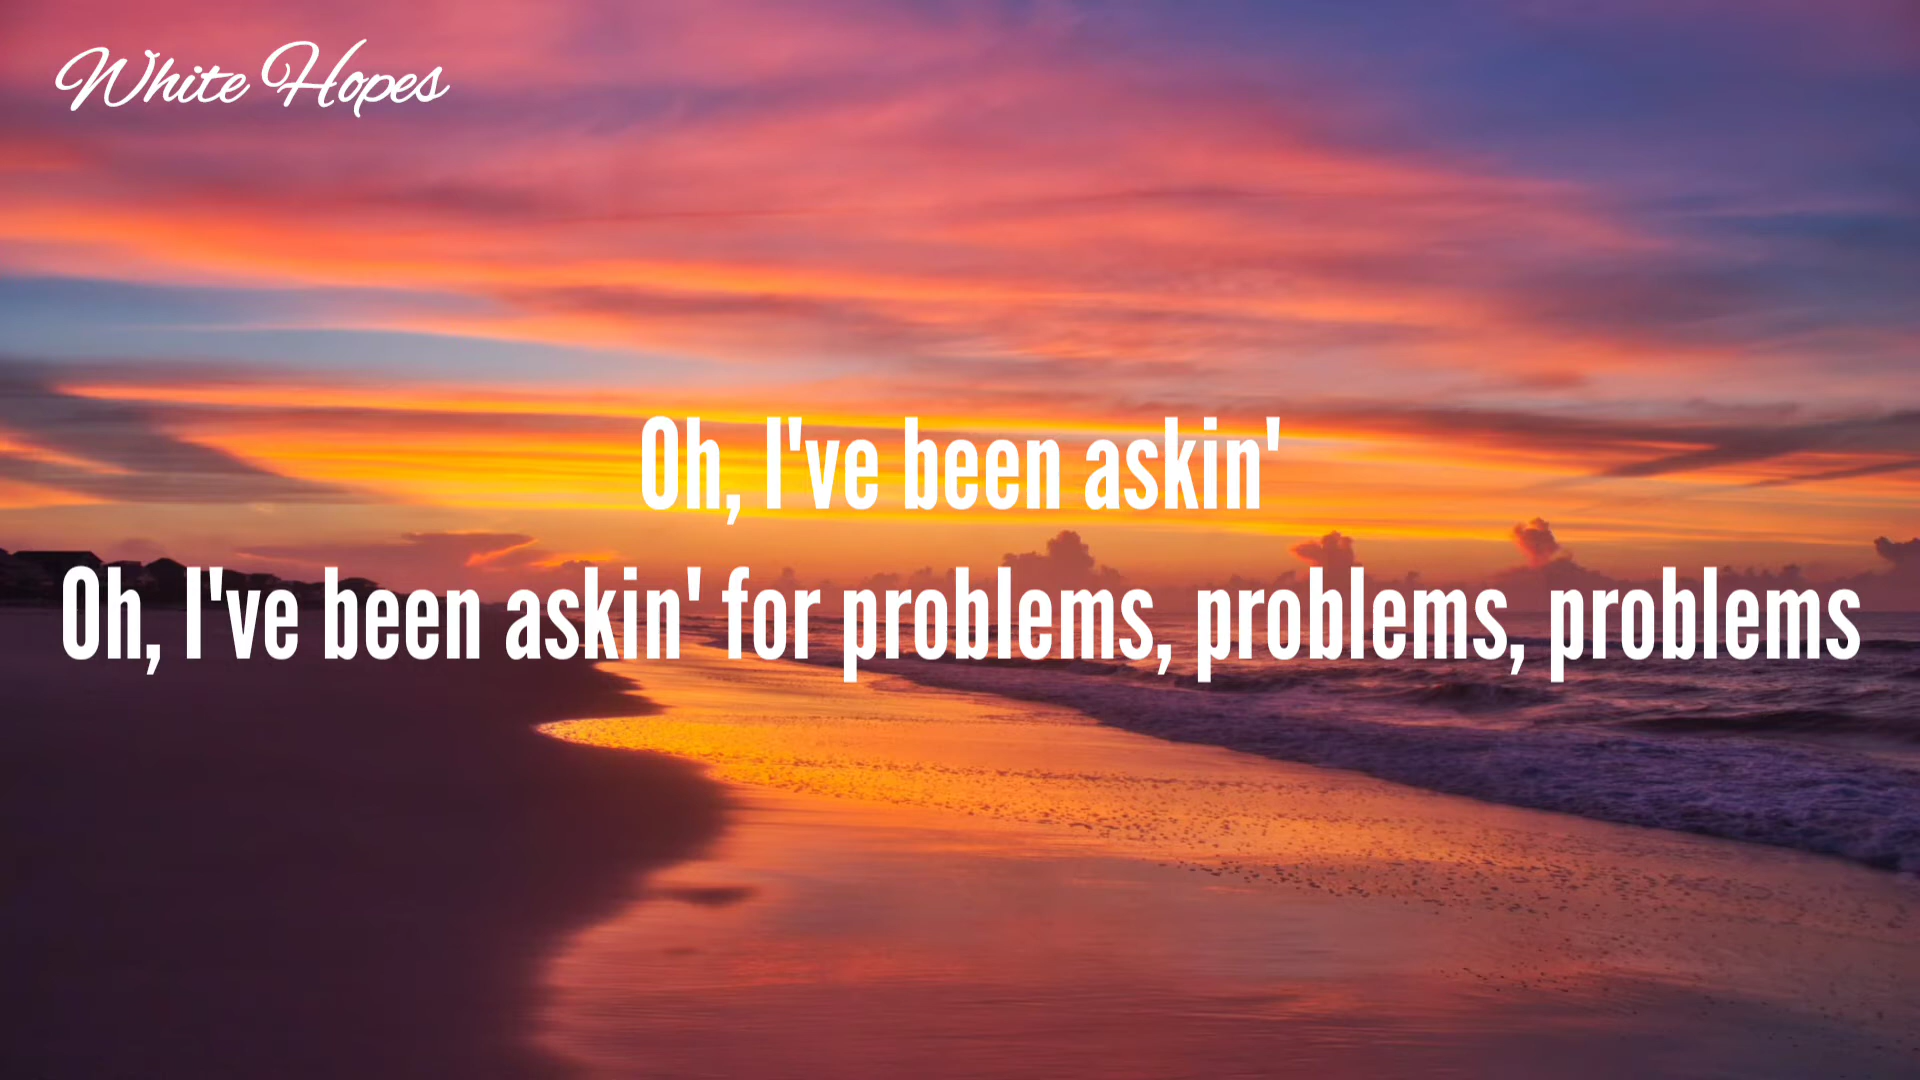 White Hopes
Oh, I've been askin'
Oh, I've been askin' for problems, problems, problems